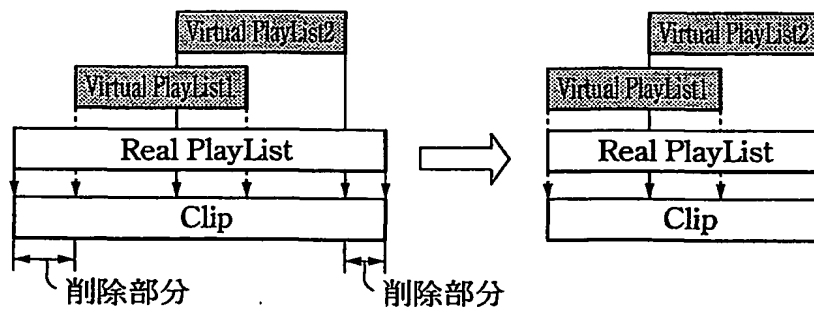 Virtual PlayList2
Virtual PlayList1
Real PlayList
Clip
削除部分
削除部分
Virtual PlayList2
Virtual PlayList1
Real PlayList
Clip